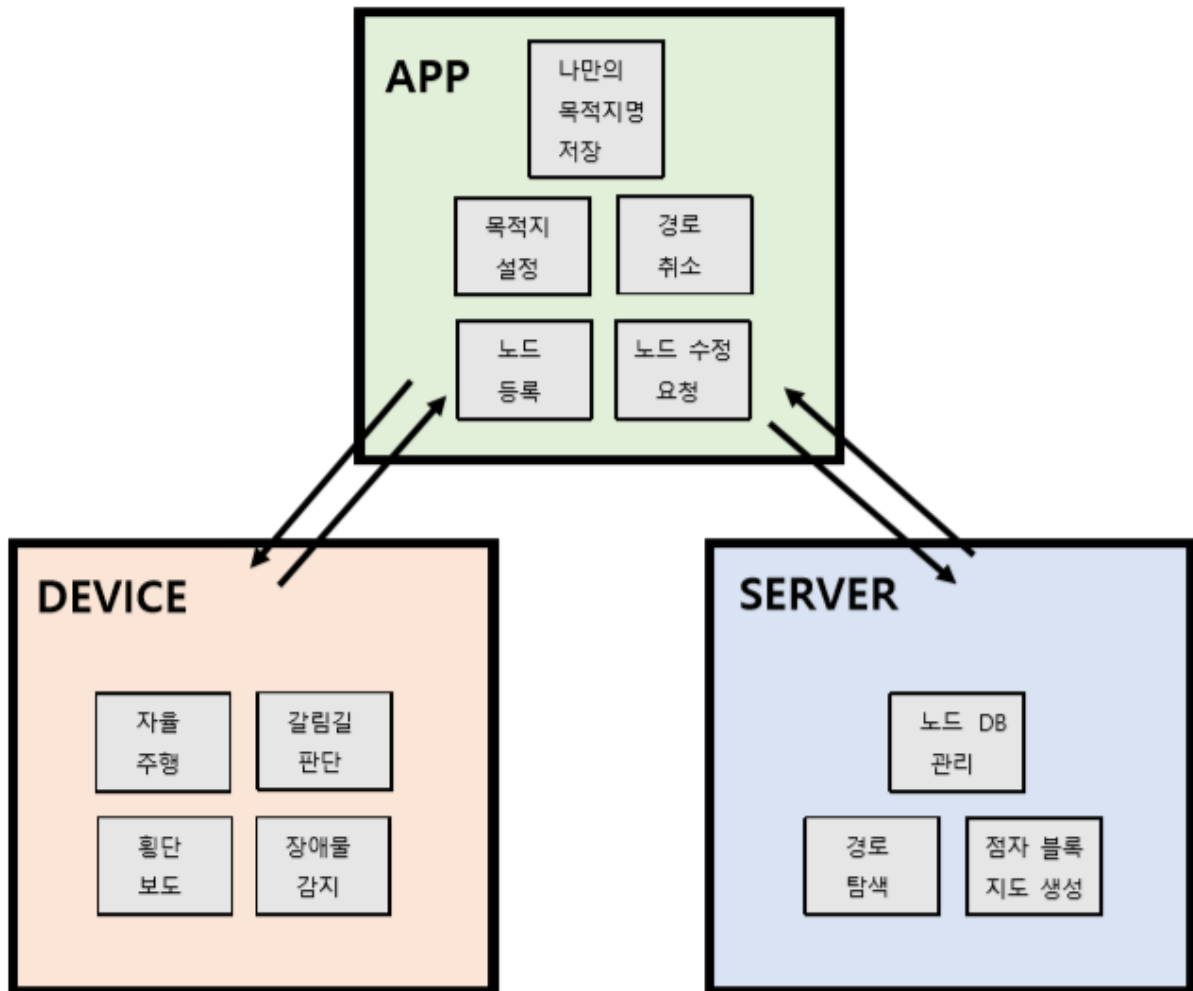 APP
나만의
목적지명
저장
목적지
설정
경로
취소
노드
등록
노드 수정
요청
DEVICE
자율
주행
갈림길
판단
횡단
보도
장애물
감지
SERVER
노드 DB
관리
경로
탐색
점자 블록
지도 생성